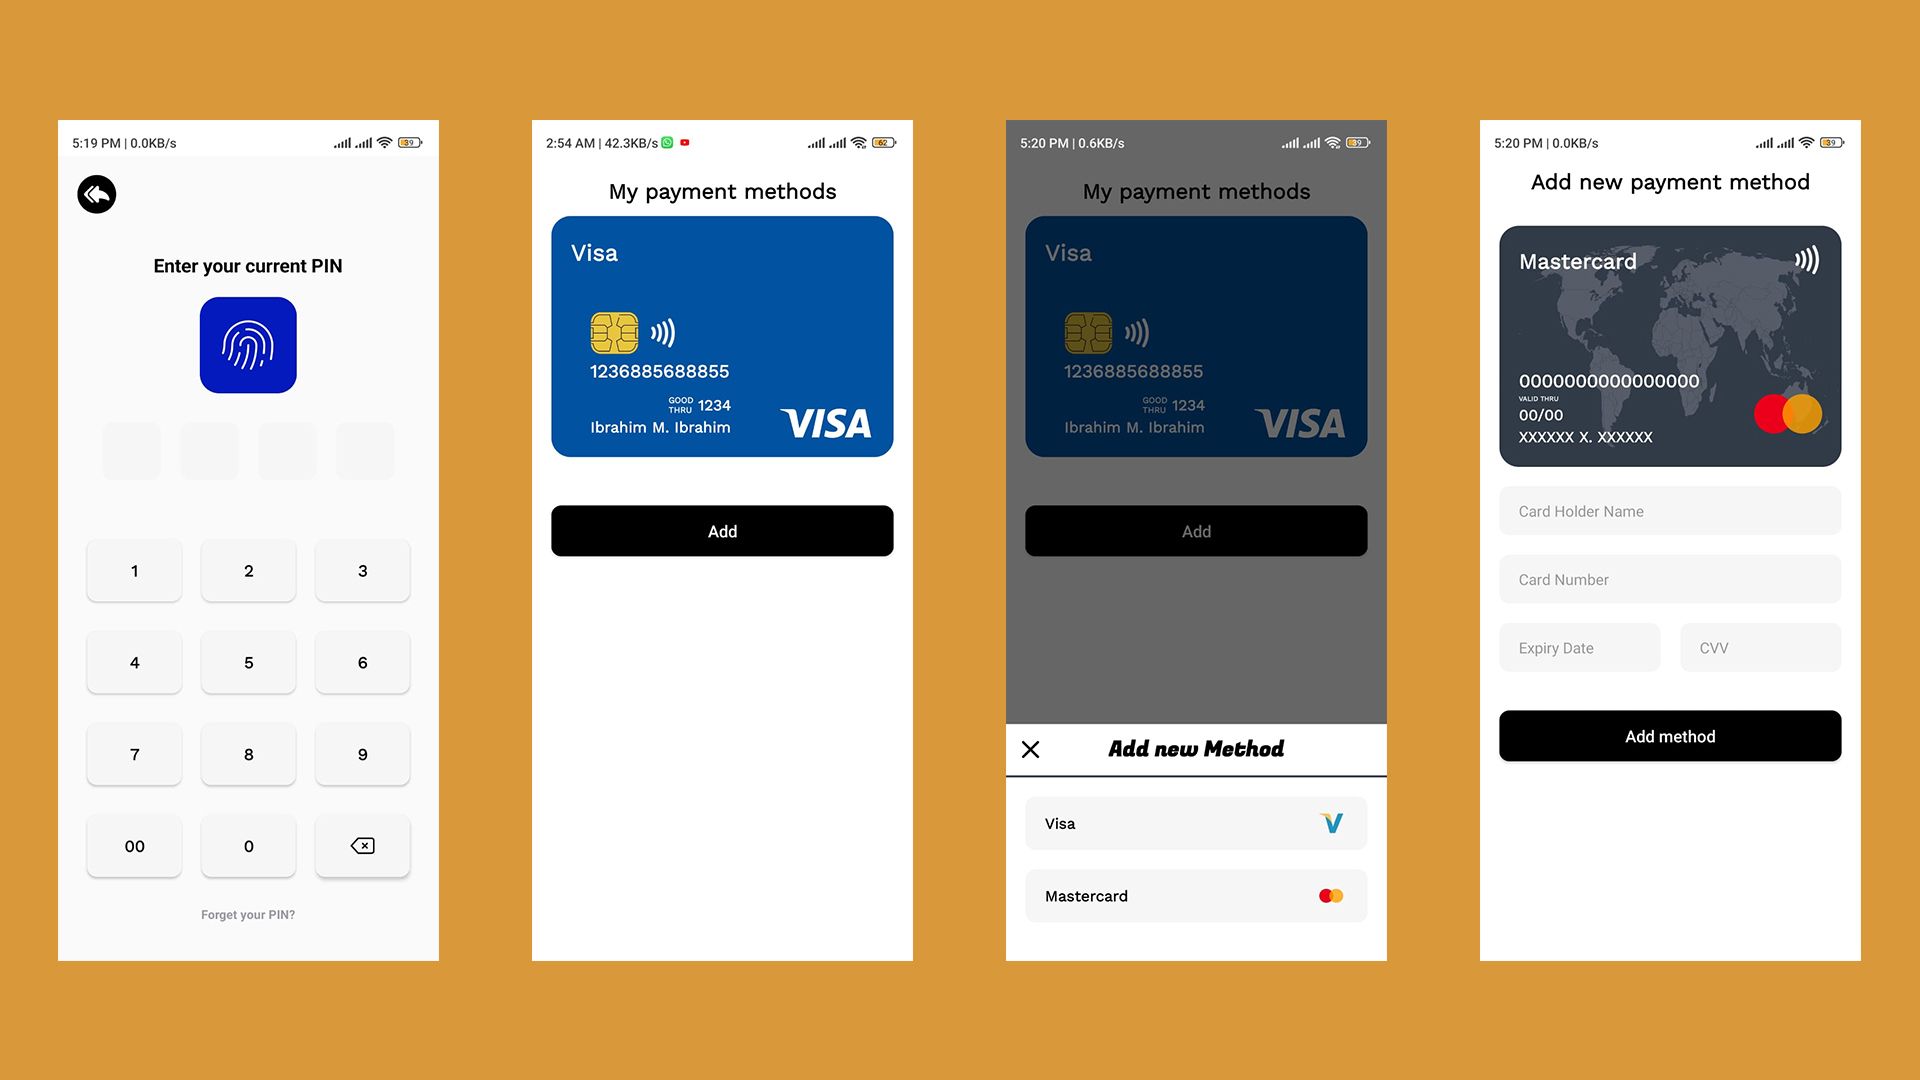 5:19 PM | 0.0KB/s
39
Enter your current PIN
1 2 3
4 5 6
7 8 9
00 0
Forget your PIN?
2:54 AM | 42.3KB/s
62
My payment methods
Visa
1236885688855
GOOD THRU 1234
Ibrahim M. Ibrahim
VISA
Add
5:20 PM | 0.6KB/s
39
My payment methods
Visa
1236885688855
GOOD THRU 1234
Ibrahim M. Ibrahim
VISA
Add
Add new Method
Visa
Mastercard
5:20 PM | 0.0KB/s
39
Add new payment method
Mastercard
0000000000000000
VALID THRU
00/00
XXXXXX X. XXXXXX
Card Holder Name
Card Number
Expiry Date CVV
Add method